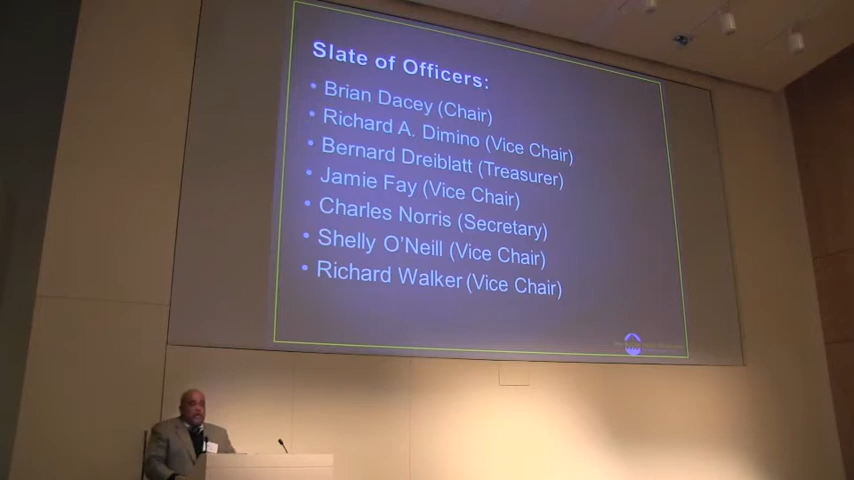 Slate of Officers:
• Brian Dacey (Chair)
• Richard A. Dimino (Vice Chair)
• Bernard Dreiblatt (Treasurer)
• Jamie Fay (Vice Chair)
• Charles Norris (Secretary)
• Shelly O'Neill (Vice Chair)
• Richard Walker (Vice Chair)